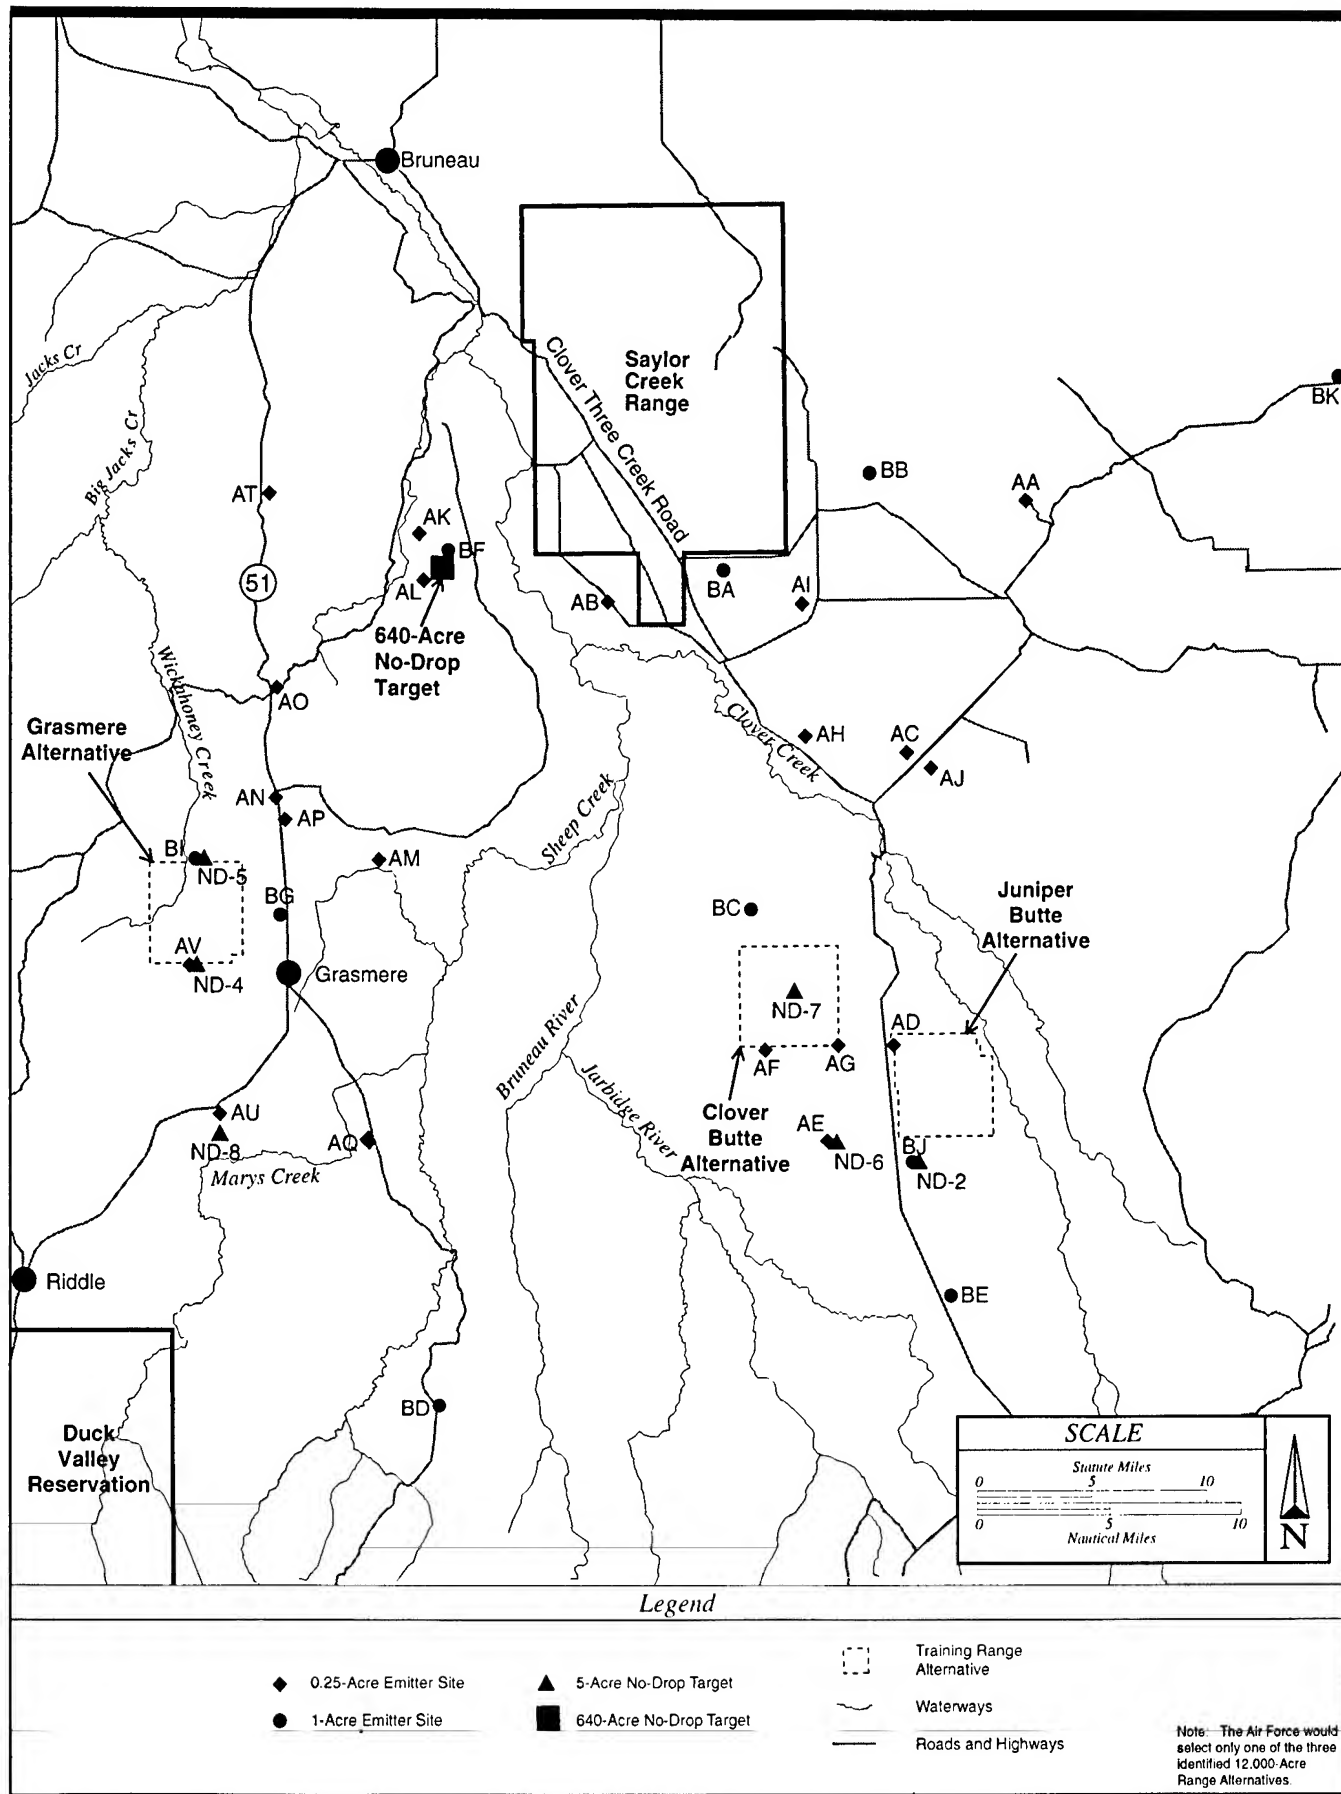 Bruneau
Clover Three Creek Road
Saylor
Creek
Range
Jacks Cr
Big Jacks Cr
BK
BB
AA
AT
AK
BF
51
AL
640-Acre
No-Drop
Target
AB
BA
AI
Wickahoney Creek
AO
Grasmere
Alternative
Clover Creek
AH
AC
AJ
AN
AP
Sheep Creek
BI
ND-5
AM
BG
BC
Juniper
Butte
Alternative
AV
ND-4
Grasmere
ND-7
Bruneau River
AD
AF
AG
Jarbidge River
Clover
Butte
Alternative
AU
ND-8
AQ
AE
ND-6
BJ
ND-2
Marys Creek
Riddle
BE
BD
Duck
Valley
Reservation
SCALE
Statute Miles
0 5 10
0 5 10
Nautical Miles
N
Legend
0.25-Acre Emitter Site
1-Acre Emitter Site
5-Acre No-Drop Target
640-Acre No-Drop Target
Training Range
Alternative
Waterways
Roads and Highways
Note: The Air Force would
select only one of the three
identified 12.000-Acre
Range Alternatives.